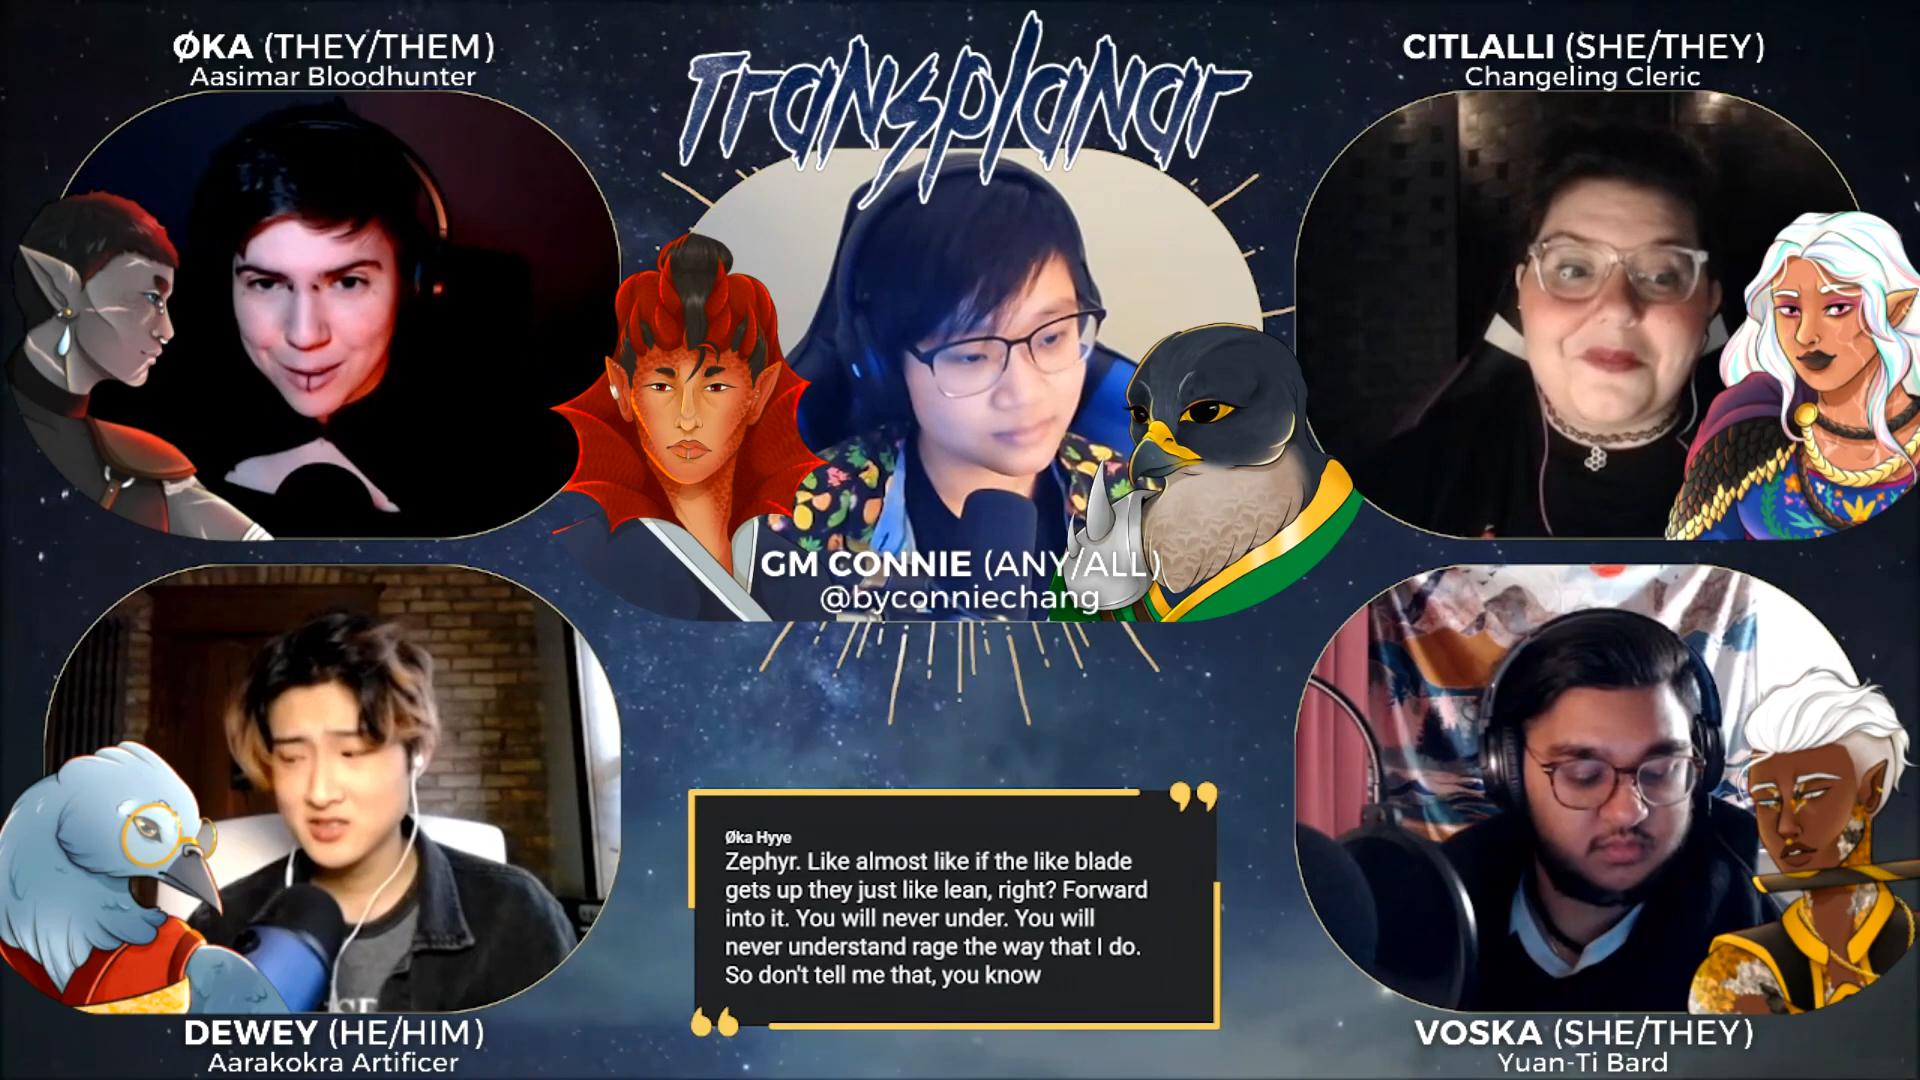 ØKA (THEY/THEM)
Aasimar Bloodhunter
Transplanar
CITLALLI (SHE/THEY)
Changeling Cleric
GM CONNIE (ANY/ALL)
@byconniechang
Øka Hyye
Zephyr. Like almost like if the like blade
gets up they just like lean, right? Forward
into it. You will never under. You will
never understand rage the way that I do.
So don't tell me that, you know
DEWEY (HE/HIM)
Aarakokra Artificer
VOSKA (SHE/THEY)
Yuan-Ti Bard